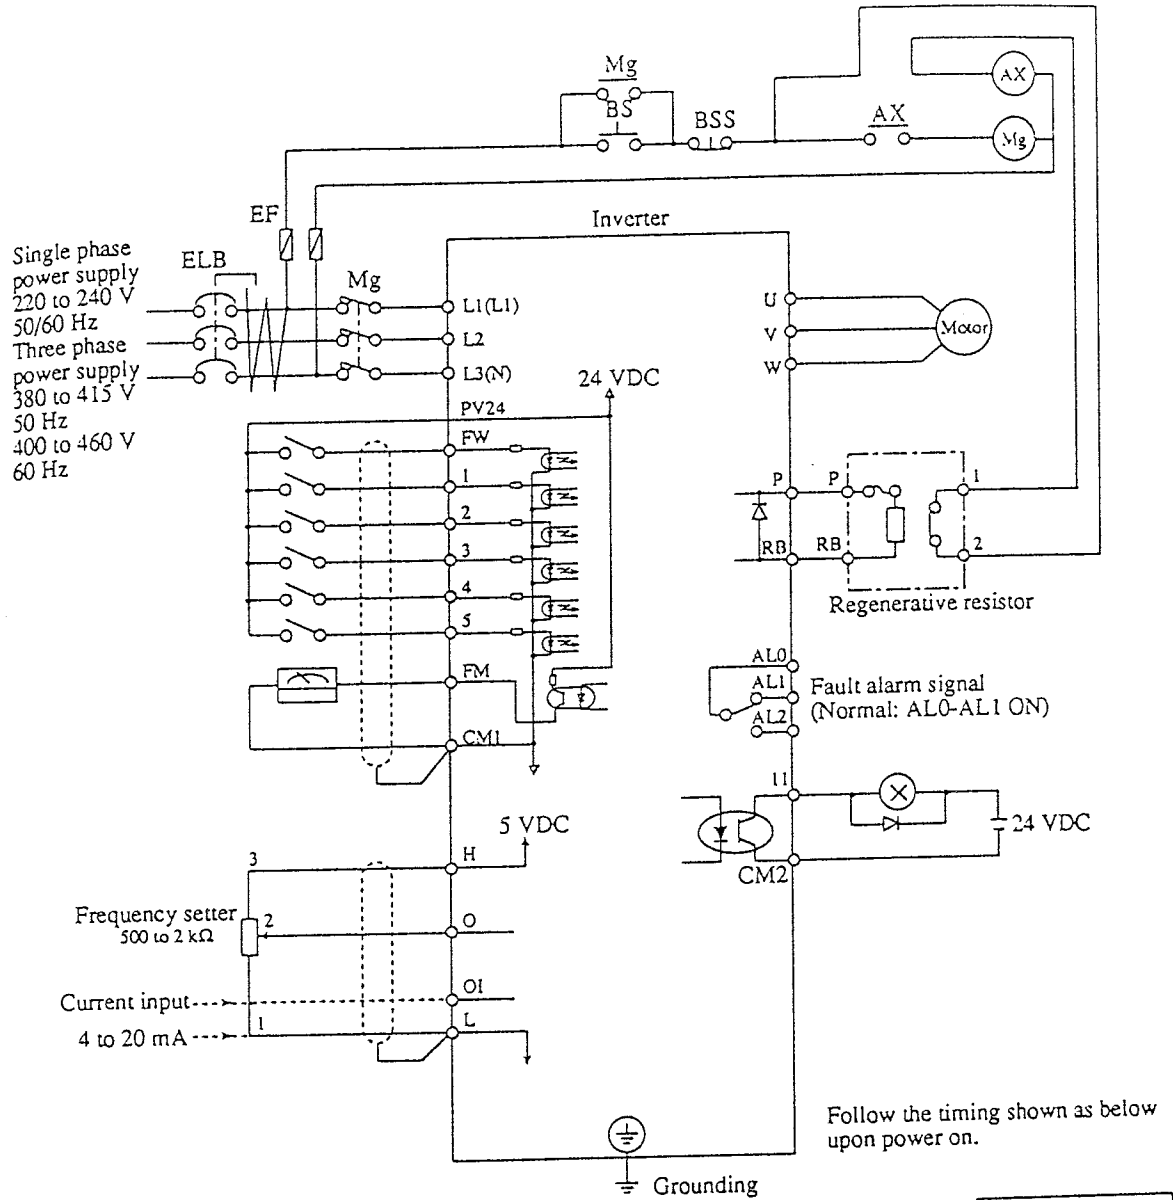 Mg
BS
BSS
AX
AX
Mg
EF
Inverter
ELB
Mg
Single phase
power supply
220 to 240 V
50/60 Hz
Three phase
power supply
380 to 415 V
50 Hz
400 to 460 V
60 Hz
L1(L1)
L2
L3(N)
U
V
W
Motor
24 VDC
PV24
FW
1
2
3
4
5
FM
CM1
P
P
1
RB
RB
2
Regenerative resistor
AL0
AL1
AL2
Fault alarm signal
(Normal: AL0-AL1 ON)
11
CM2
24 VDC
5 VDC
3
H
Frequency setter
500 to 2 kΩ
2
O
Current input
OI
4 to 20 mA
1
L
Follow the timing shown as below
upon power on.
Grounding